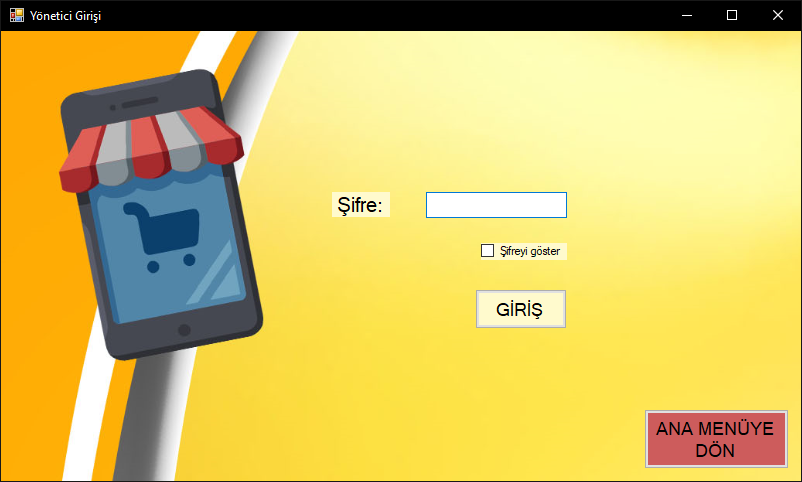 Yönetici Girişi
Şifre:
Şifreyi göster
GİRİŞ
ANA MENÜYE
DÖN